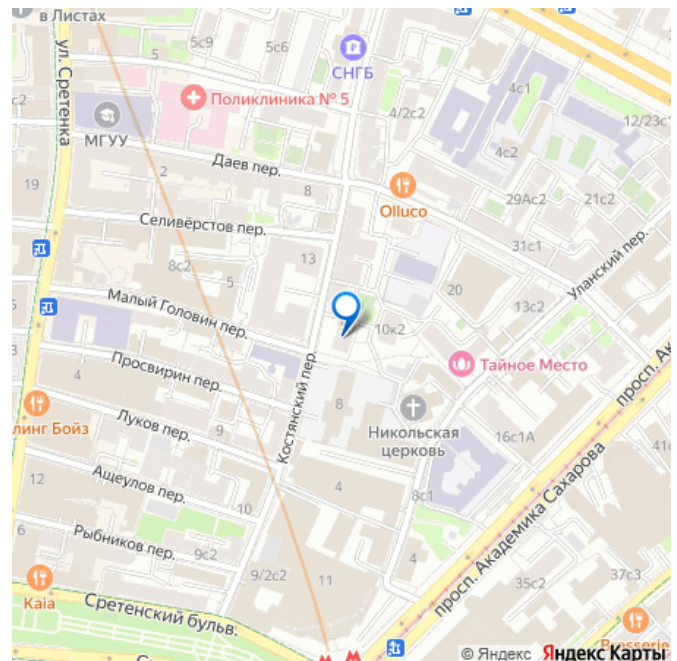 в Листах
5с9
5с6
СНГБ
ул. Сретенка
Поликлиника № 5
4/2с2
4с1
12/23с1
МГУУ
4с2
Даев пер.
2
8
19
Olluco
29Ас2
21с2
Селивёрстов пер.
31с1
13
8с2
5
Уланский пер.
20
Малый Головин пер.
13с2
10к2
Тайное Место
Просвирин пер.
4
Костянский пер.
8
просп. Ак
линг Бойз
Луков пер.
9
Никольская
церковь
16с1А
41
12
Ащеулов пер.
4
8с1
10
просп. Академика Сахарова
6
Рыбников пер.
9с2
9/2с2
11
4
35с2
37с3
Kaia
Сретенский бульв.
Brasserie
© Яндекс Яндекс Карты